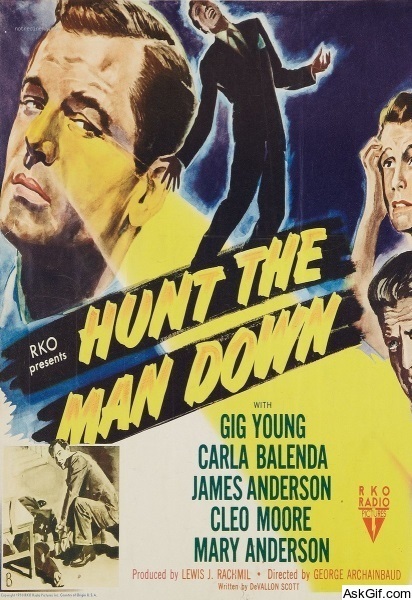 RKO
presents
HUNT THE
MAN DOWN
WITH
GIG YOUNG
CARLA BALENDA
JAMES ANDERSON
CLEO MOORE
MARY ANDERSON
RKO
RADIO
PICTURES
Produced by LEWIS J. RACHMIL · Directed by GEORGE ARCHAINBAUD
Written by DeVALLON SCOTT
B
AskGif.com